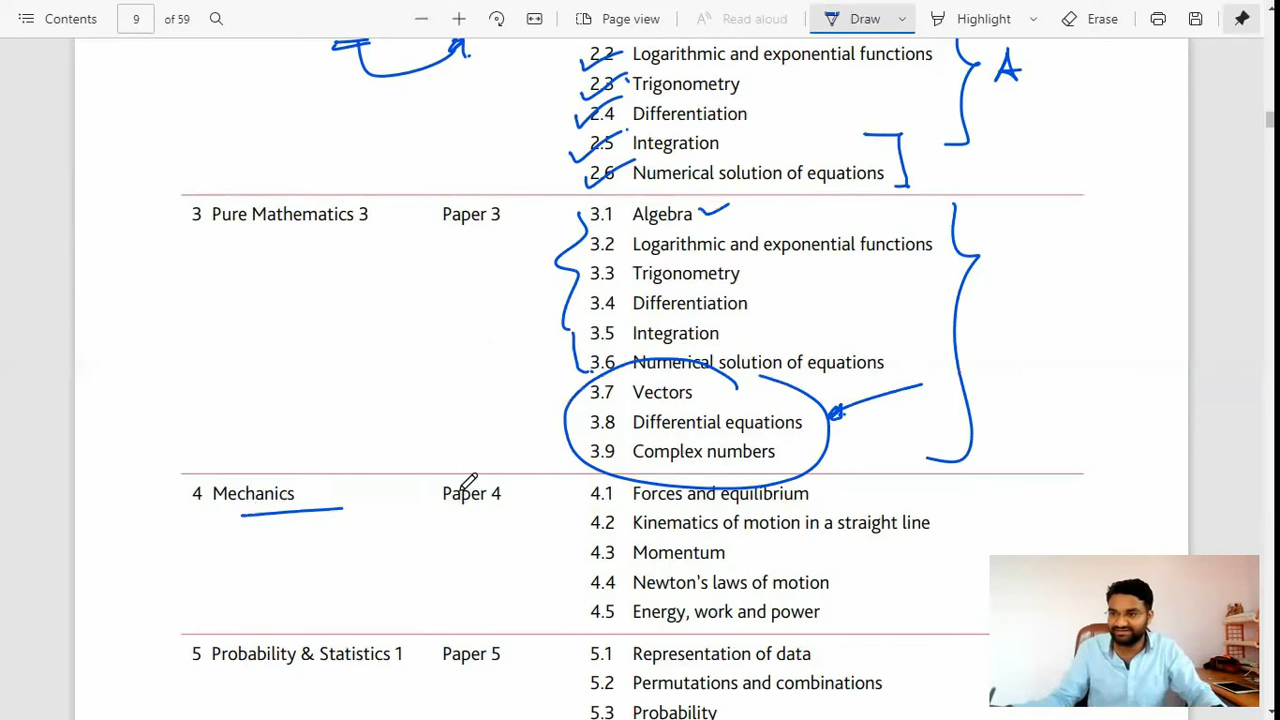 Contents
9 of 59
Page view
Read aloud
Draw
Highlight
Erase
2.2 Logarithmic and exponential functions
A
2.3 Trigonometry
2.4 Differentiation
2.5 Integration
2.6 Numerical solution of equations
3 Pure Mathematics 3 Paper 3 3.1 Algebra
3.2 Logarithmic and exponential functions
3.3 Trigonometry
3.4 Differentiation
3.5 Integration
3.6 Numerical solution of equations
3.7 Vectors
3.8 Differential equations
3.9 Complex numbers
4 Mechanics Paper 4 4.1 Forces and equilibrium
4.2 Kinematics of motion in a straight line
4.3 Momentum
4.4 Newton's laws of motion
4.5 Energy, work and power
5 Probability & Statistics 1 Paper 5 5.1 Representation of data
5.2 Permutations and combinations
5.3 Probability